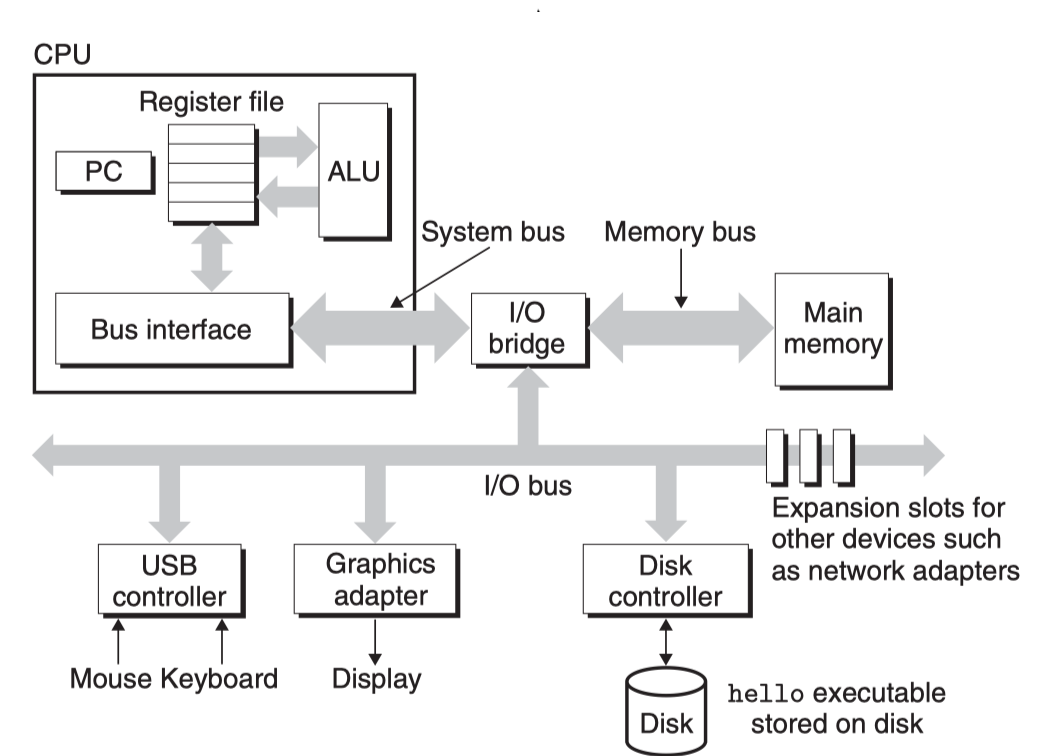 CPU
Register file
PC
ALU
System bus
Memory bus
Bus interface
I/O
bridge
Main
memory
I/O bus
Expansion slots for
other devices such
as network adapters
USB
controller
Graphics
adapter
Disk
controller
Mouse Keyboard
Display
Disk
hello executable
stored on disk